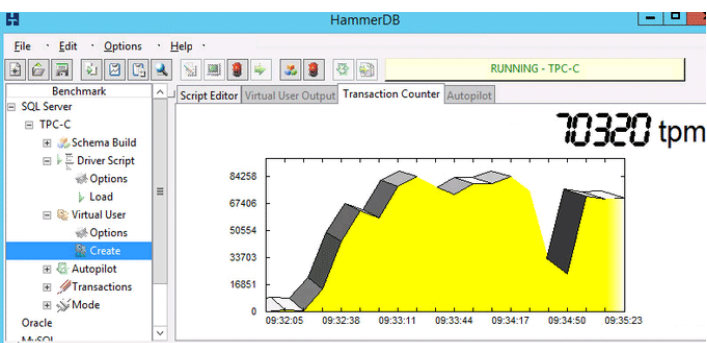 HammerDB
File · Edit · Options · Help ·
RUNNING - TPC-C
Benchmark
SQL Server
TPC-C
Schema Build
Driver Script
Options
Load
Virtual User
Options
Create
Autopilot
Transactions
Mode
Oracle
MySQL
Script Editor Virtual User Output Transaction Counter Autopilot
70320 tpm
84258
67406
50554
33703
16851
0
09:32:05 09:32:38 09:33:11 09:33:44 09:34:17 09:34:50 09:35:23